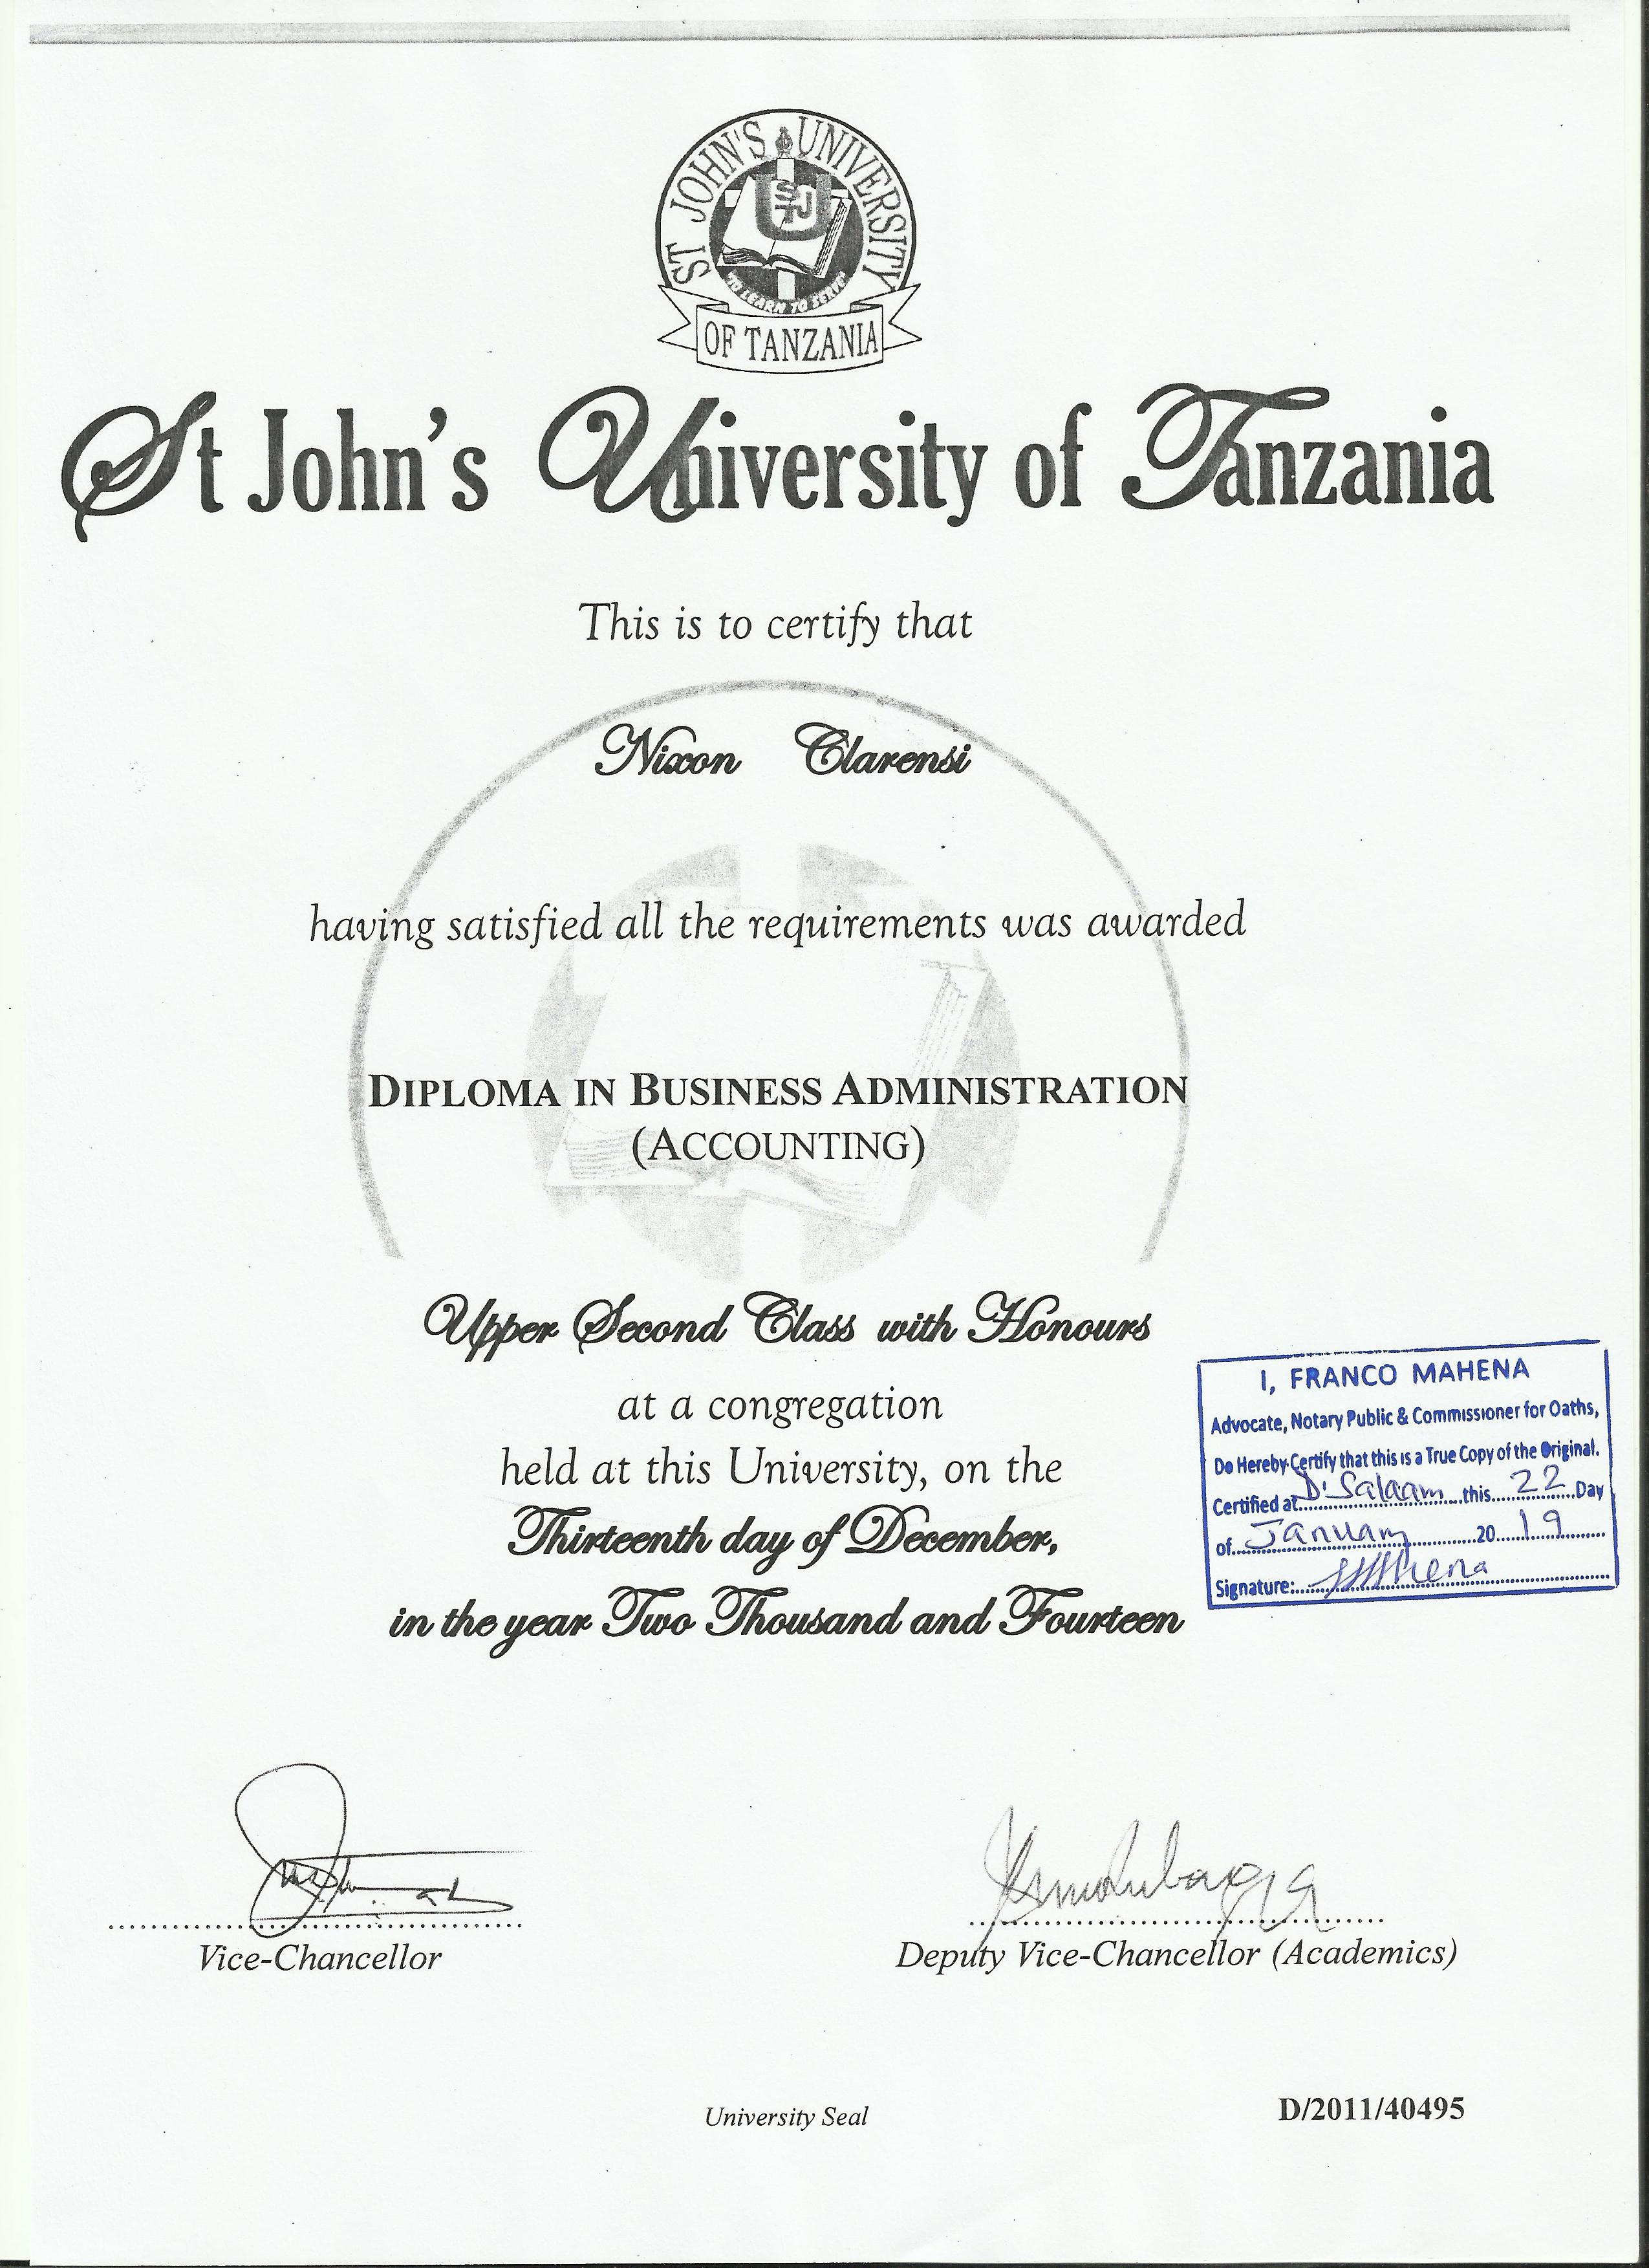 ST JOHN'S UNIVERSITY
STJU
TO LEARN TO SERVE
OF TANZANIA
St John's University of Tanzania
This is to certify that
Nixon Clarensi
having satisfied all the requirements was awarded
DIPLOMA IN BUSINESS ADMINISTRATION
(ACCOUNTING)
Upper Second Class with Honours
at a congregation
held at this University, on the
Thirteenth day of December,
in the year Two Thousand and Fourteen
I, FRANCO MAHENA
Advocate, Notary Public & Commissioner for Oaths,
Do Hereby Certify that this is a True Copy of the Original.
Certified at D'Salaam this 22 Day
of January 20 19
Signature:
Vice-Chancellor
Deputy Vice-Chancellor (Academics)
University Seal
D/2011/40495